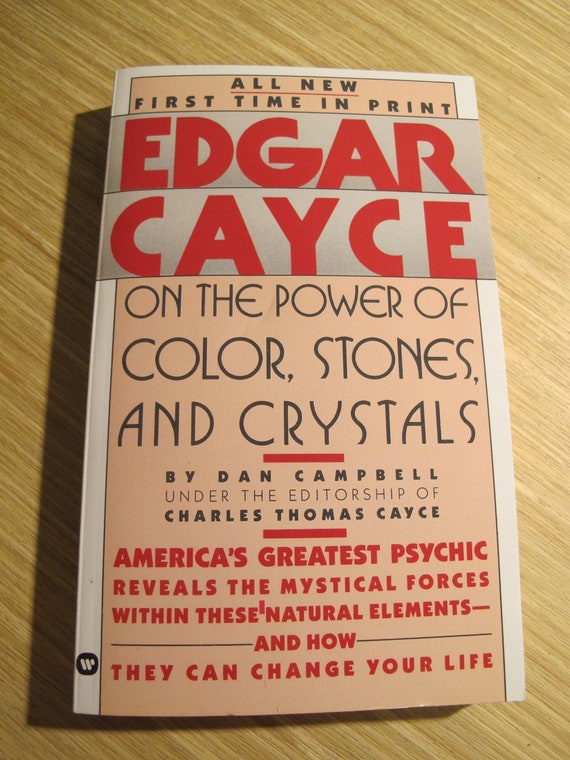 ALL NEW
FIRST TIME IN PRINT
EDGAR
CAYCE
ON THE POWER OF
COLOR, STONES,
AND CRYSTALS
BY DAN CAMPBELL
UNDER THE EDITORSHIP OF
CHARLES THOMAS CAYCE
AMERICA'S GREATEST PSYCHIC
REVEALS THE MYSTICAL FORCES
WITHIN THESE NATURAL ELEMENTS—
—AND HOW—
THEY CAN CHANGE YOUR LIFE